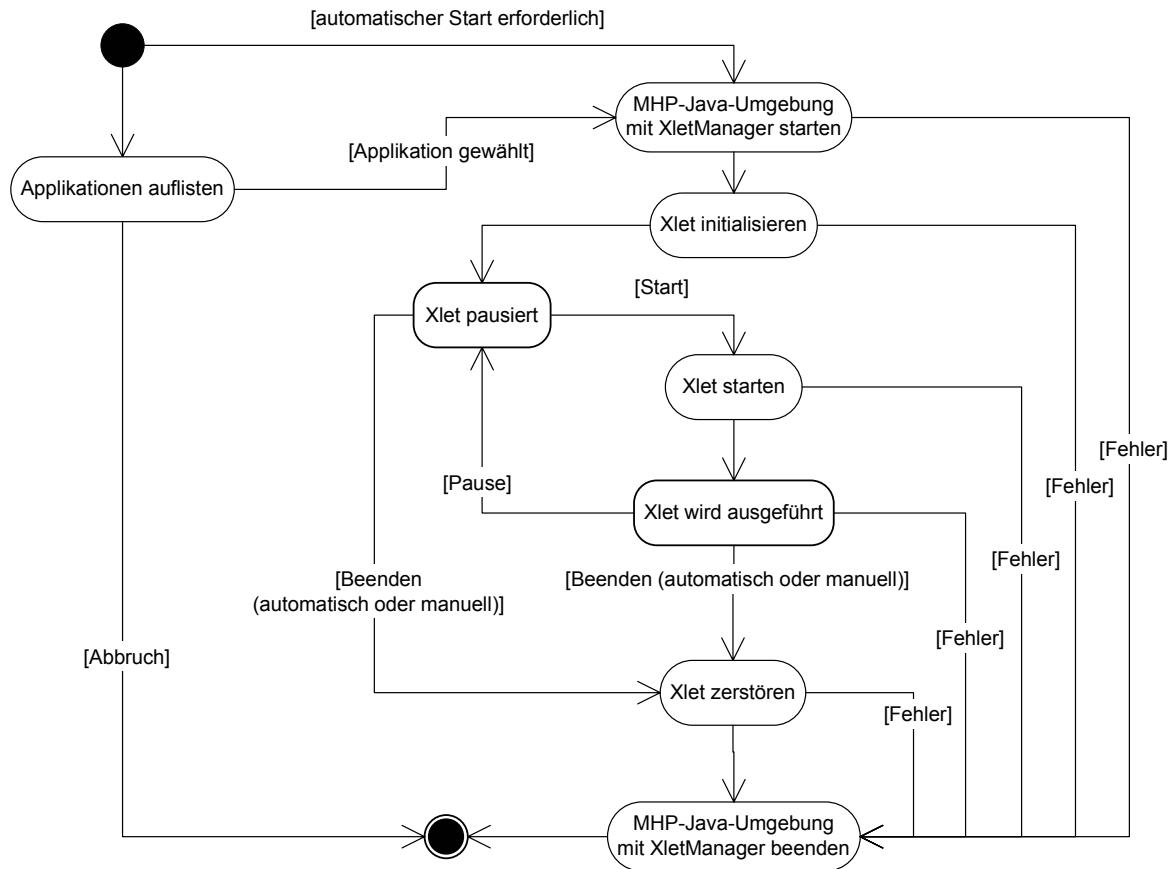 [automatischer Start erforderlich]
MHP-Java-Umgebung
mit XletManager starten
[Applikation gewählt]
Applikationen auflisten
Xlet initialisieren
[Start]
Xlet pausiert
Xlet starten
[Fehler]
[Pause]
[Fehler]
Xlet wird ausgeführt
[Fehler]
[Beenden
(automatisch oder manuell)]
[Beenden (automatisch oder manuell)]
[Fehler]
[Abbruch]
Xlet zerstören
[Fehler]
MHP-Java-Umgebung
mit XletManager beenden